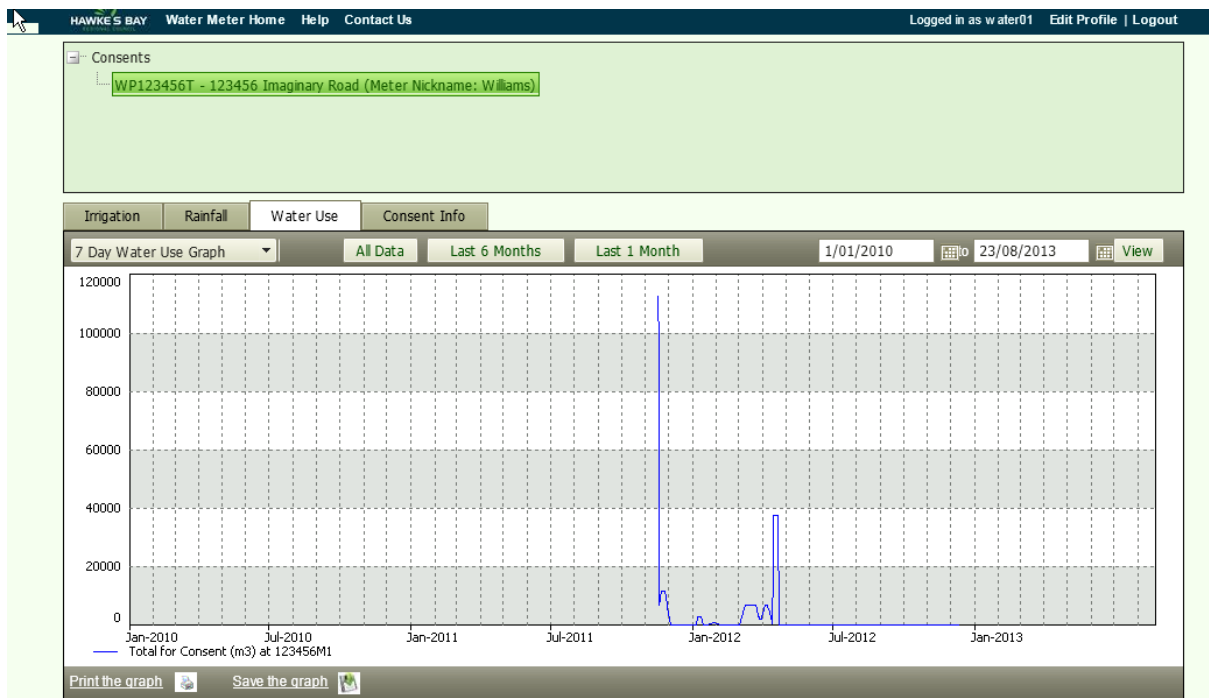 HAWKE'S BAY Water Meter Home Help Contact Us Logged in as water01 Edit Profile | Logout
REGIONAL COUNCIL
Consents
WP123456T - 123456 Imaginary Road (Meter Nickname: Williams)
Irrigation Rainfall Water Use Consent Info
7 Day Water Use Graph All Data Last 6 Months Last 1 Month 1/01/2010 to 23/08/2013 View
120000
100000
80000
60000
40000
20000
0
Jan-2010 Jul-2010 Jan-2011 Jul-2011 Jan-2012 Jul-2012 Jan-2013
Total for Consent (m3) at 123456M1
Print the graph Save the graph